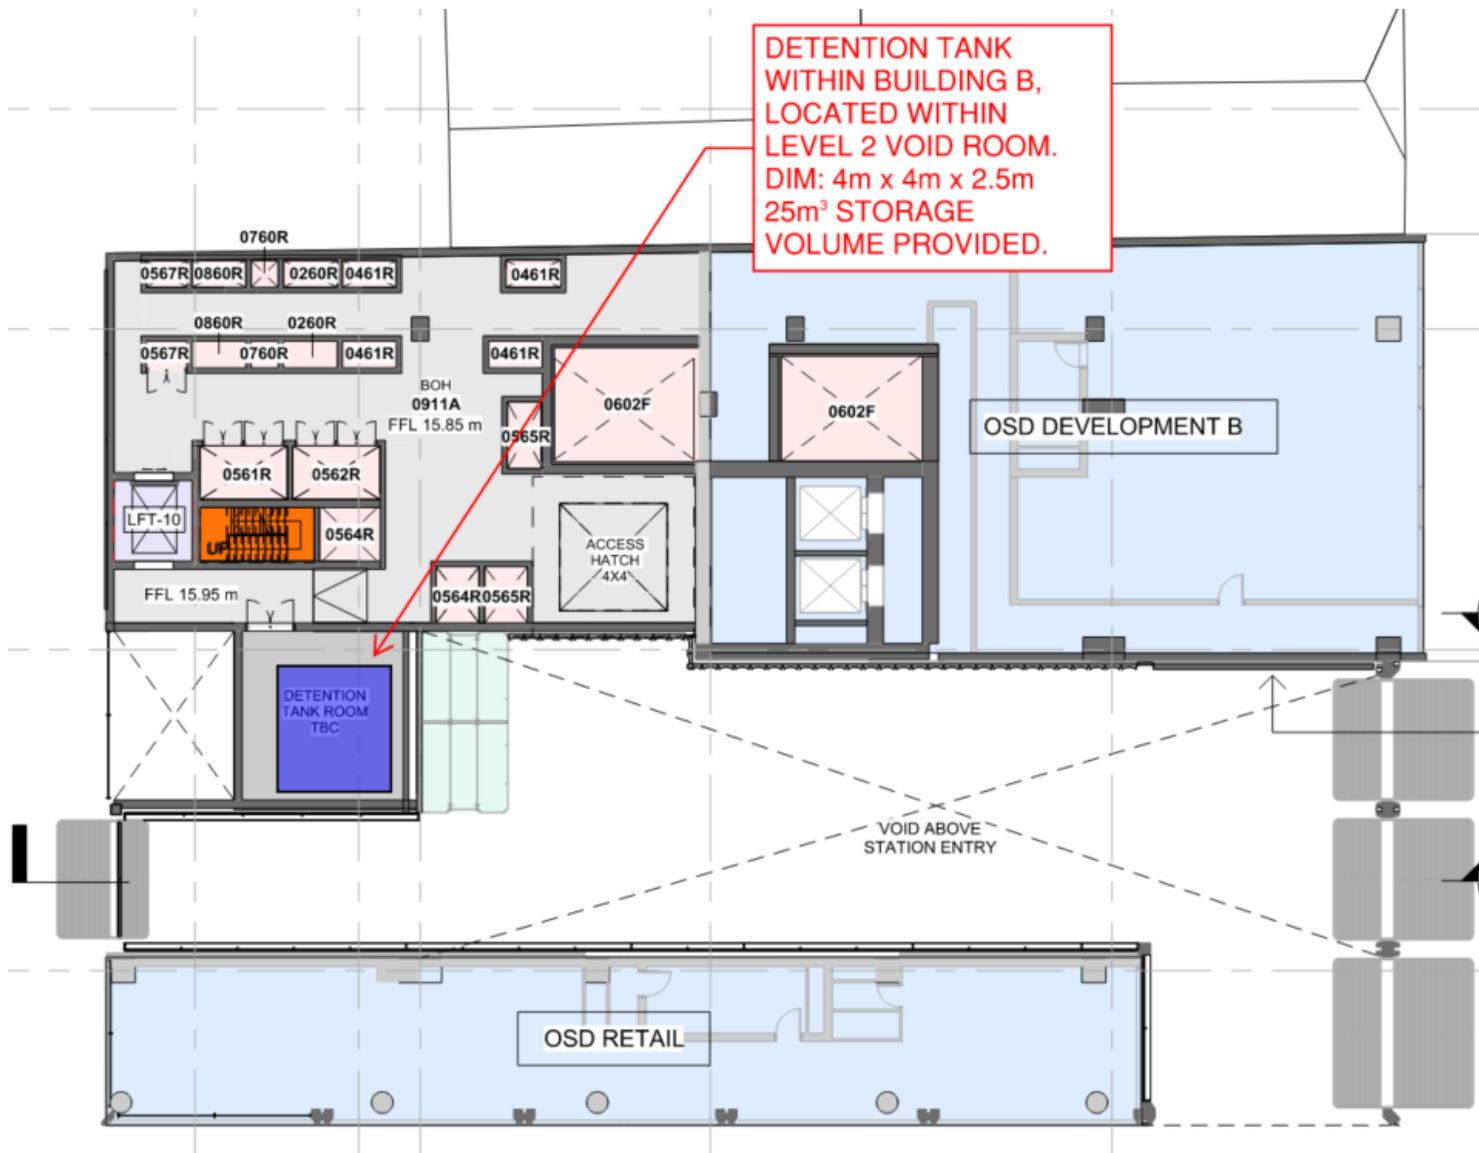 DETENTION TANK
WITHIN BUILDING B,
LOCATED WITHIN
LEVEL 2 VOID ROOM.
DIM: 4m x 4m x 2.5m
25m³ STORAGE
VOLUME PROVIDED.
0760R
0567R 0860R 0260R 0461R
0461R
0860R 0260R
0567R 0760R 0461R
0461R
BOH
0911A
FFL 15.85 m
0602F
0602F
0565R
OSD DEVELOPMENT B
0561R 0562R
LFT-10
UP
0564R
ACCESS
HATCH
4X4
FFL 15.95 m
0564R 0565R
DETENTION
TANK ROOM
TBC
VOID ABOVE
STATION ENTRY
OSD RETAIL